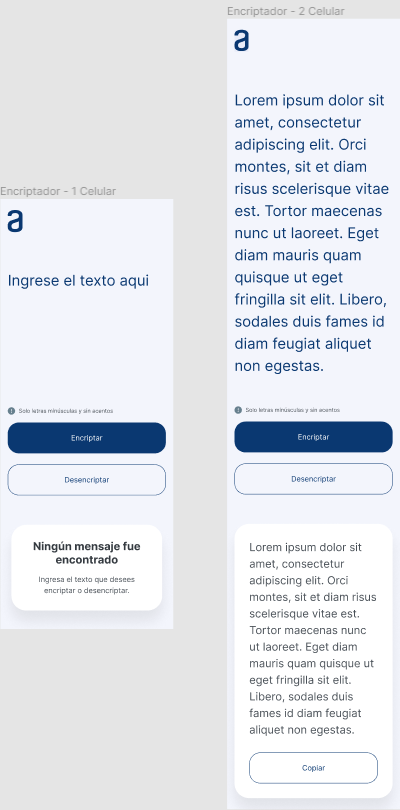 Encriptador - 1 Celular
a
Ingrese el texto aqui
Solo letras minúsculas y sin acentos
Encriptar
Desencriptar
Ningún mensaje fue
encontrado
Ingresa el texto que desees
encriptar o desencriptar.
Encriptador - 2 Celular
a
Lorem ipsum dolor sit
amet, consectetur
adipiscing elit. Orci
montes, sit et diam
risus scelerisque vitae
est. Tortor maecenas
nunc ut laoreet. Eget
diam mauris quam
quisque ut eget
fringilla sit elit. Libero,
sodales duis fames id
diam feugiat aliquet
non egestas.
Solo letras minúsculas y sin acentos
Encriptar
Desencriptar
Lorem ipsum dolor sit
amet, consectetur
adipiscing elit. Orci
montes, sit et diam risus
scelerisque vitae est.
Tortor maecenas nunc
ut laoreet. Eget diam
mauris quam quisque ut
eget fringilla sit elit.
Libero, sodales duis
fames id diam feugiat
aliquet non egestas.
Copiar